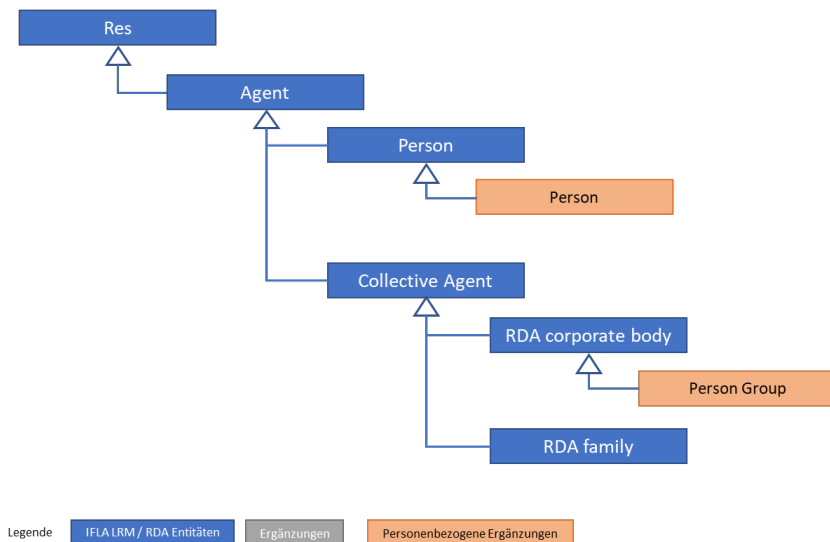 Res
Agent
Person
Person
Collective Agent
RDA corporate body
Person Group
RDA family
Legende IFLA LRM / RDA Entitäten Ergänzungen Personenbezogene Ergänzungen